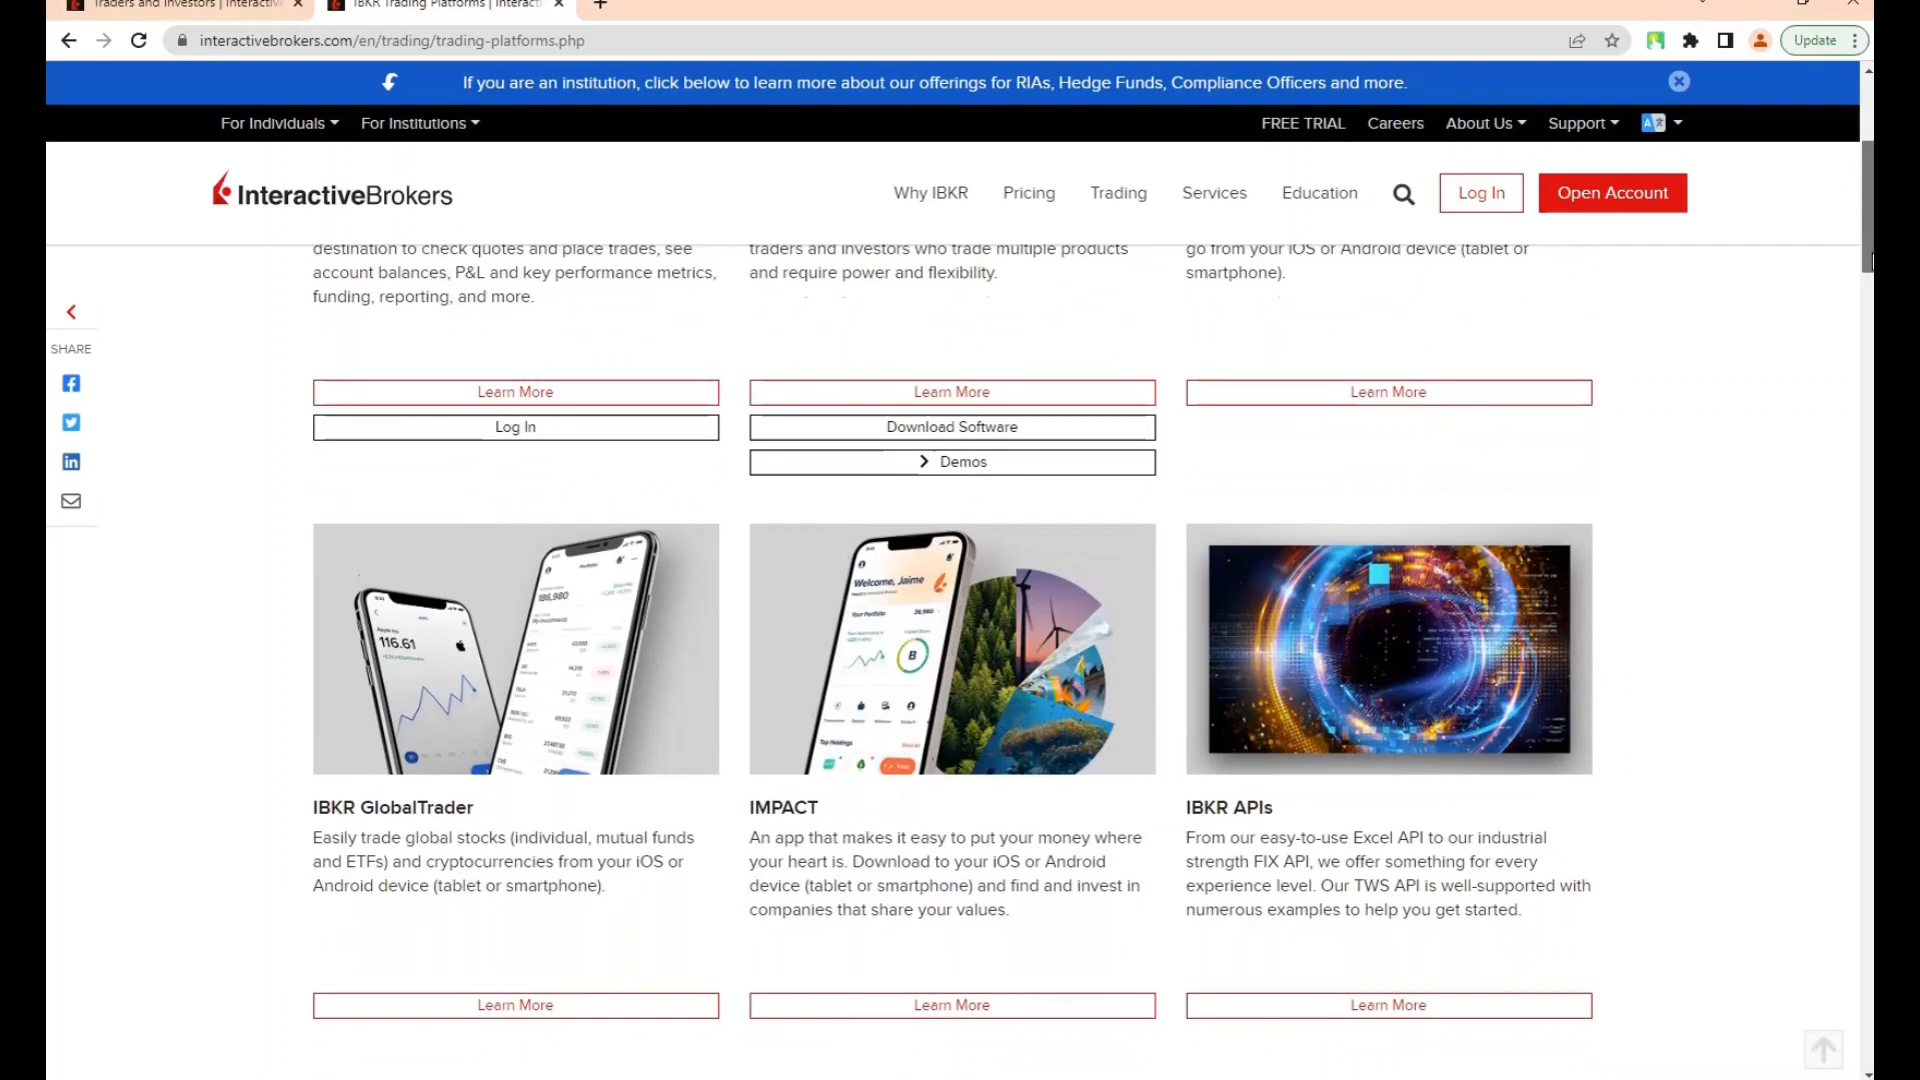 Traders and Investors | Interactive
IBKR Trading Platforms | Interacti
interactivebrokers.com/en/trading/trading-platforms.php
Update
If you are an institution, click below to learn more about our offerings for RIAs, Hedge Funds, Compliance Officers and more.
For Individuals
For Institutions
FREE TRIAL
Careers
About Us
Support
InteractiveBrokers
Why IBKR
Pricing
Trading
Services
Education
Log In
Open Account
destination to check quotes and place trades, see
account balances, P&L and key performance metrics,
funding, reporting, and more.
traders and investors who trade multiple products
and require power and flexibility.
go from your iOS or Android device (tablet or
smartphone).
SHARE
Learn More
Log In
Learn More
Download Software
Demos
Learn More
116.61
Portfolio
186,980
Welcome, Jaime
Your Portfolio
B
Top Holdings
IBKR GlobalTrader
Easily trade global stocks (individual, mutual funds
and ETFs) and cryptocurrencies from your iOS or
Android device (tablet or smartphone).
Learn More
IMPACT
An app that makes it easy to put your money where
your heart is. Download to your iOS or Android
device (tablet or smartphone) and find and invest in
companies that share your values.
Learn More
IBKR APIs
From our easy-to-use Excel API to our industrial
strength FIX API, we offer something for every
experience level. Our TWS API is well-supported with
numerous examples to help you get started.
Learn More